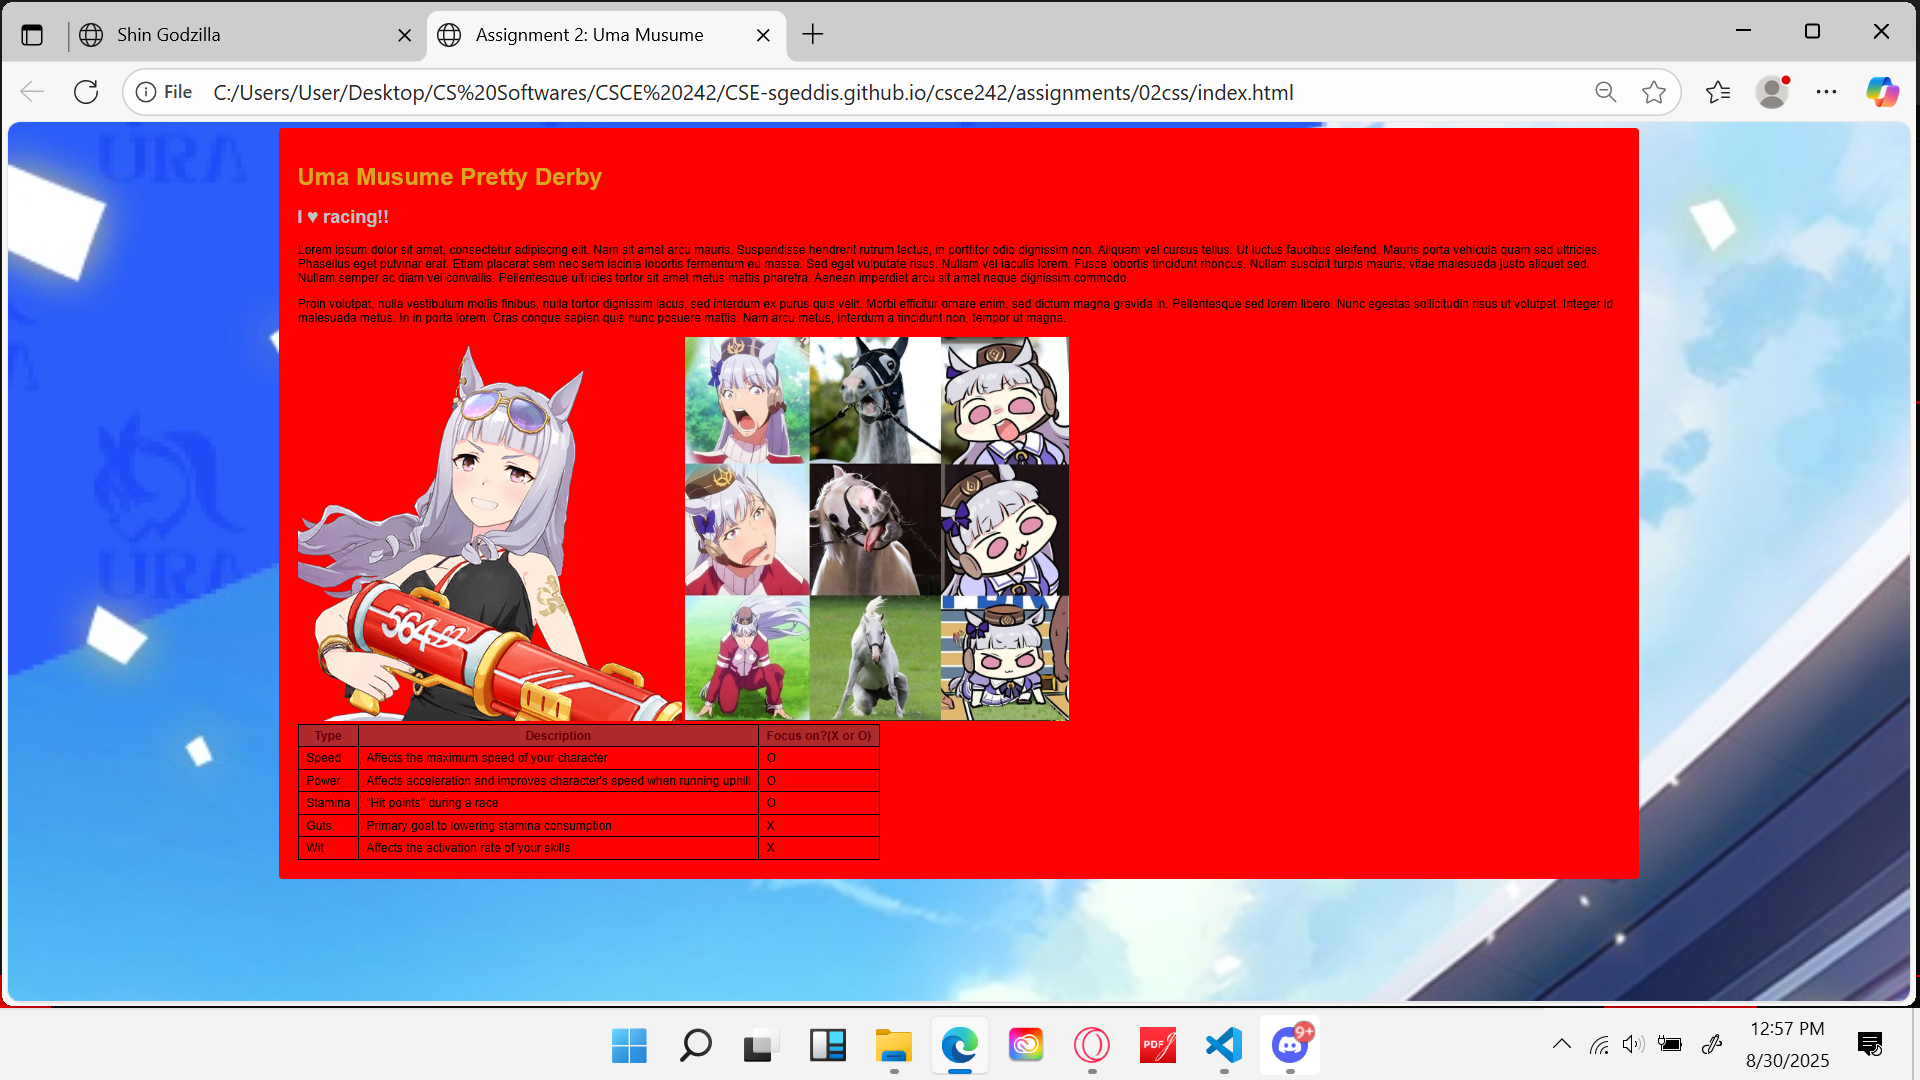 Shin Godzilla
Assignment 2: Uma Musume
File C:/Users/User/Desktop/CS%20Softwares/CSCE%20242/CSE-sgeddis.github.io/csce242/assignments/02css/index.html
URA
Uma Musume Pretty Derby
I ♥ racing!!
Lorem ipsum dolor sit amet, consectetur adipiscing elit. Nam sit amet arcu mauris. Suspendisse hendrerit rutrum lectus, in porttitor odio dignissim non. Aliquam vel cursus tellus. Ut luctus faucibus eleifend. Mauris porta vehicula quam sed ultricies.
Phasellus eget pulvinar erat. Etiam placerat sem nec sem lacinia lobortis fermentum eu massa. Sed eget vulputate risus. Nullam vel iaculis lorem. Fusce lobortis tincidunt rhoncus. Nullam suscipit turpis mauris, vitae malesuada justo aliquet sed.
Nullam semper ac diam vel convallis. Pellentesque ultricies tortor sit amet metus mattis pharetra. Aenean imperdiet arcu sit amet neque dignissim commodo.
Proin volutpat, nulla vestibulum mollis finibus, nulla tortor dignissim lacus, sed interdum ex purus quis velit. Morbi efficitur ornare enim, sed dictum magna gravida in. Pellentesque sed lorem libero. Nunc egestas sollicitudin risus ut volutpat. Integer id
malesuada metus. In in porta lorem. Cras congue sapien quis nunc posuere mattis. Nam arcu metus, interdum a tincidunt non, tempor ut magna.
564
URA
Type Description Focus on?(X or O)
Speed Affects the maximum speed of your character O
Power Affects acceleration and improves character's speed when running uphill O
Stamina "Hit points" during a race O
Guts Primary goal to lowering stamina consumption X
Wit Affects the activation rate of your skills X
PDF
9+
12:57 PM
8/30/2025